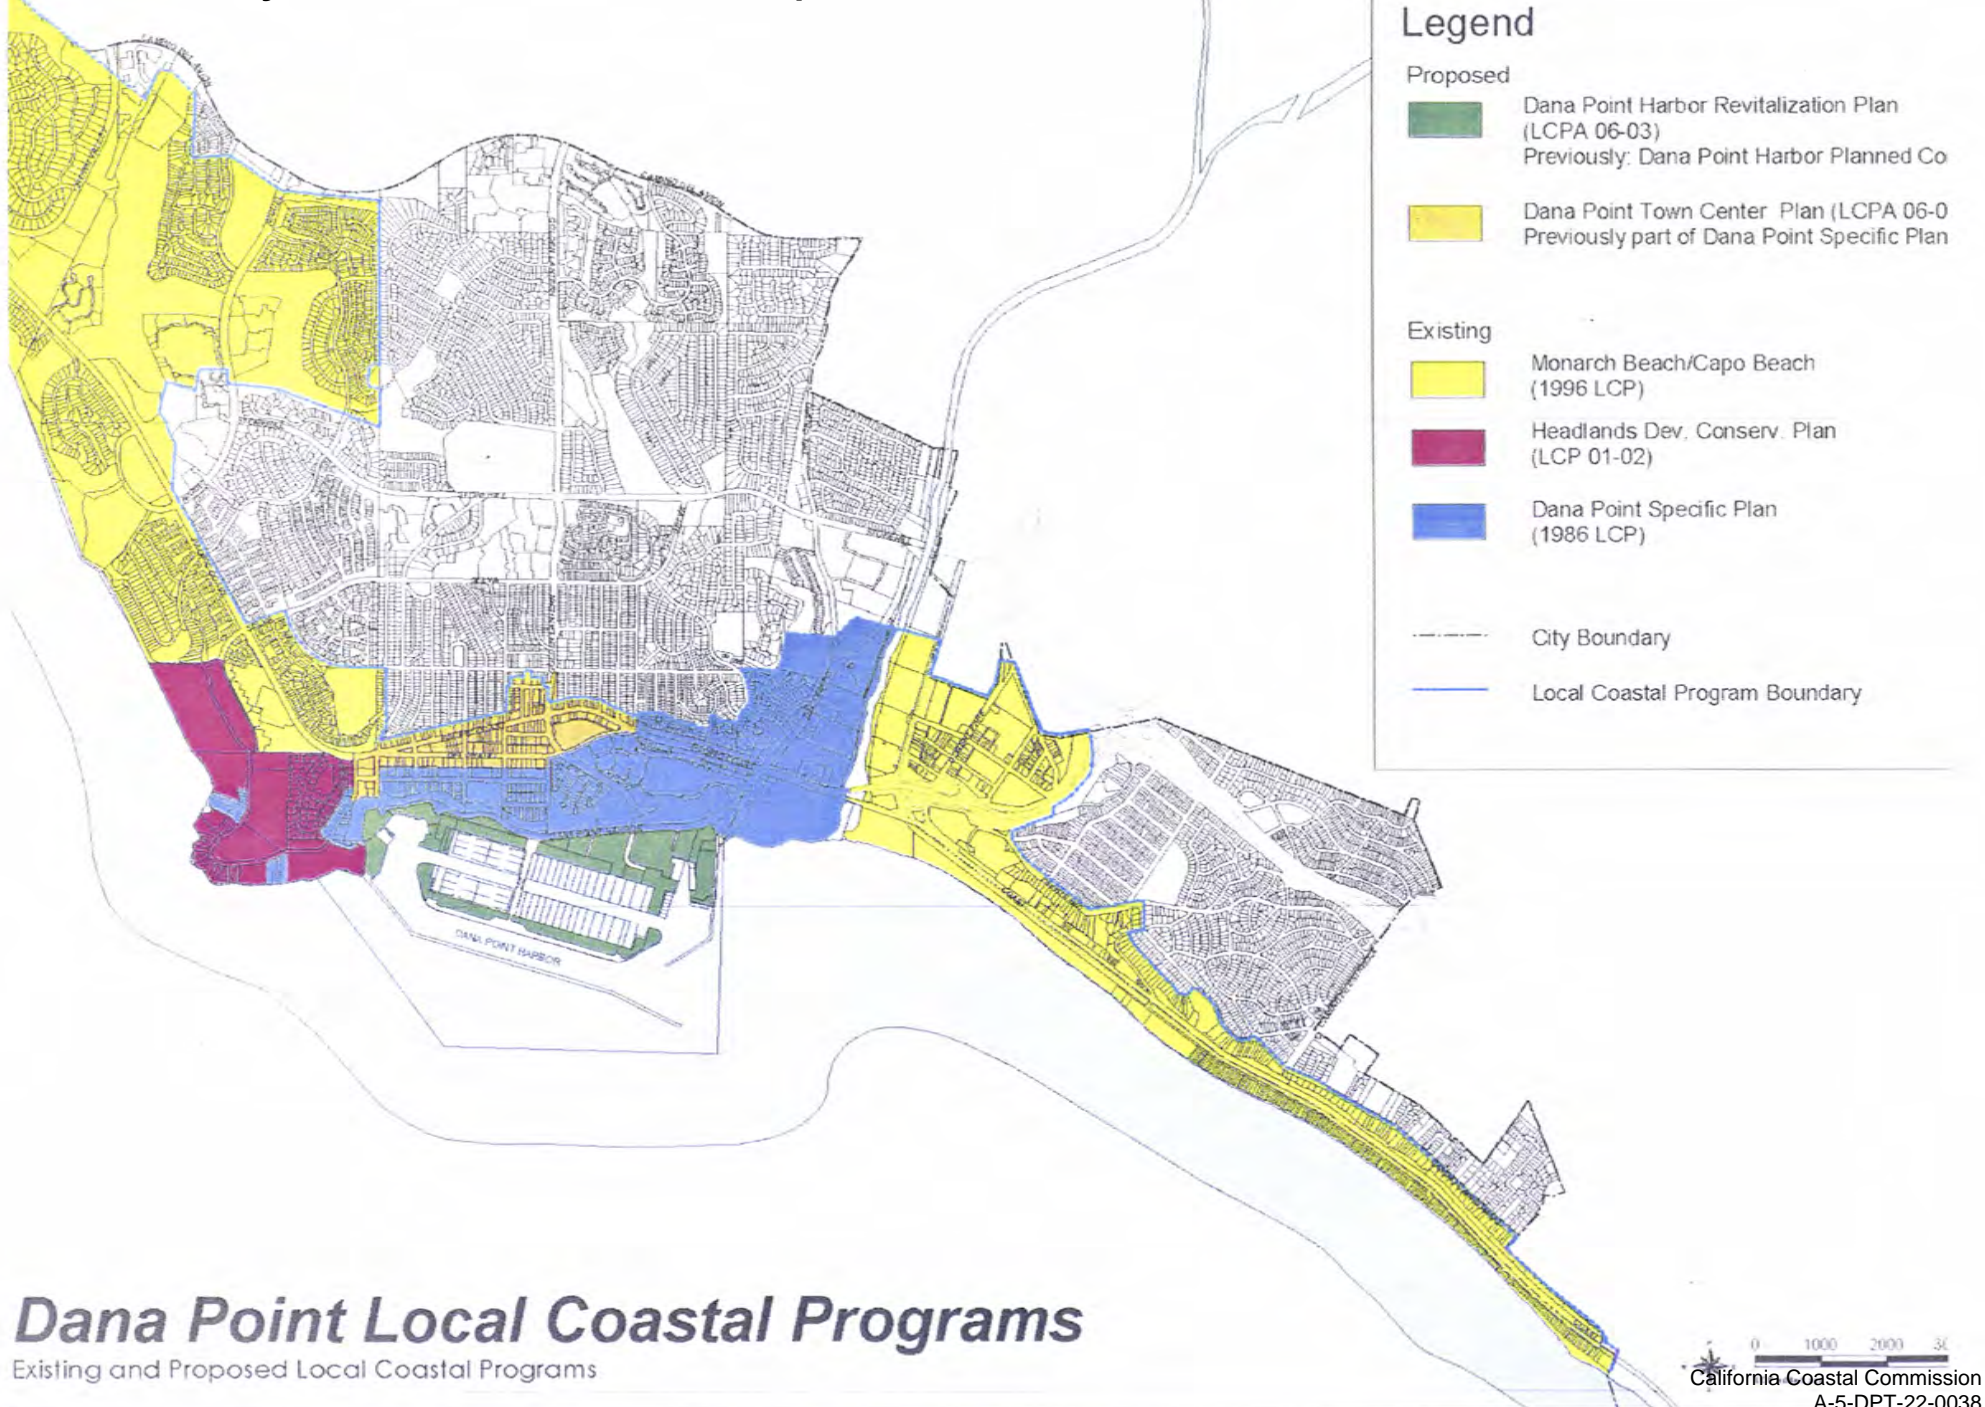 Legend
Proposed
Dana Point Harbor Revitalization Plan
(LCPA 06-03)
Previously: Dana Point Harbor Planned Co
Dana Point Town Center Plan (LCPA 06-0
Previously part of Dana Point Specific Plan
Existing
Monarch Beach/Capo Beach
(1996 LCP)
Headlands Dev. Conserv. Plan
(LCP 01-02)
Dana Point Specific Plan
(1986 LCP)
City Boundary
Local Coastal Program Boundary
DANA POINT HARBOR
Dana Point Local Coastal Programs
Existing and Proposed Local Coastal Programs
0 1000 2000
California Coastal Commission
A-5-DPT-22-0038